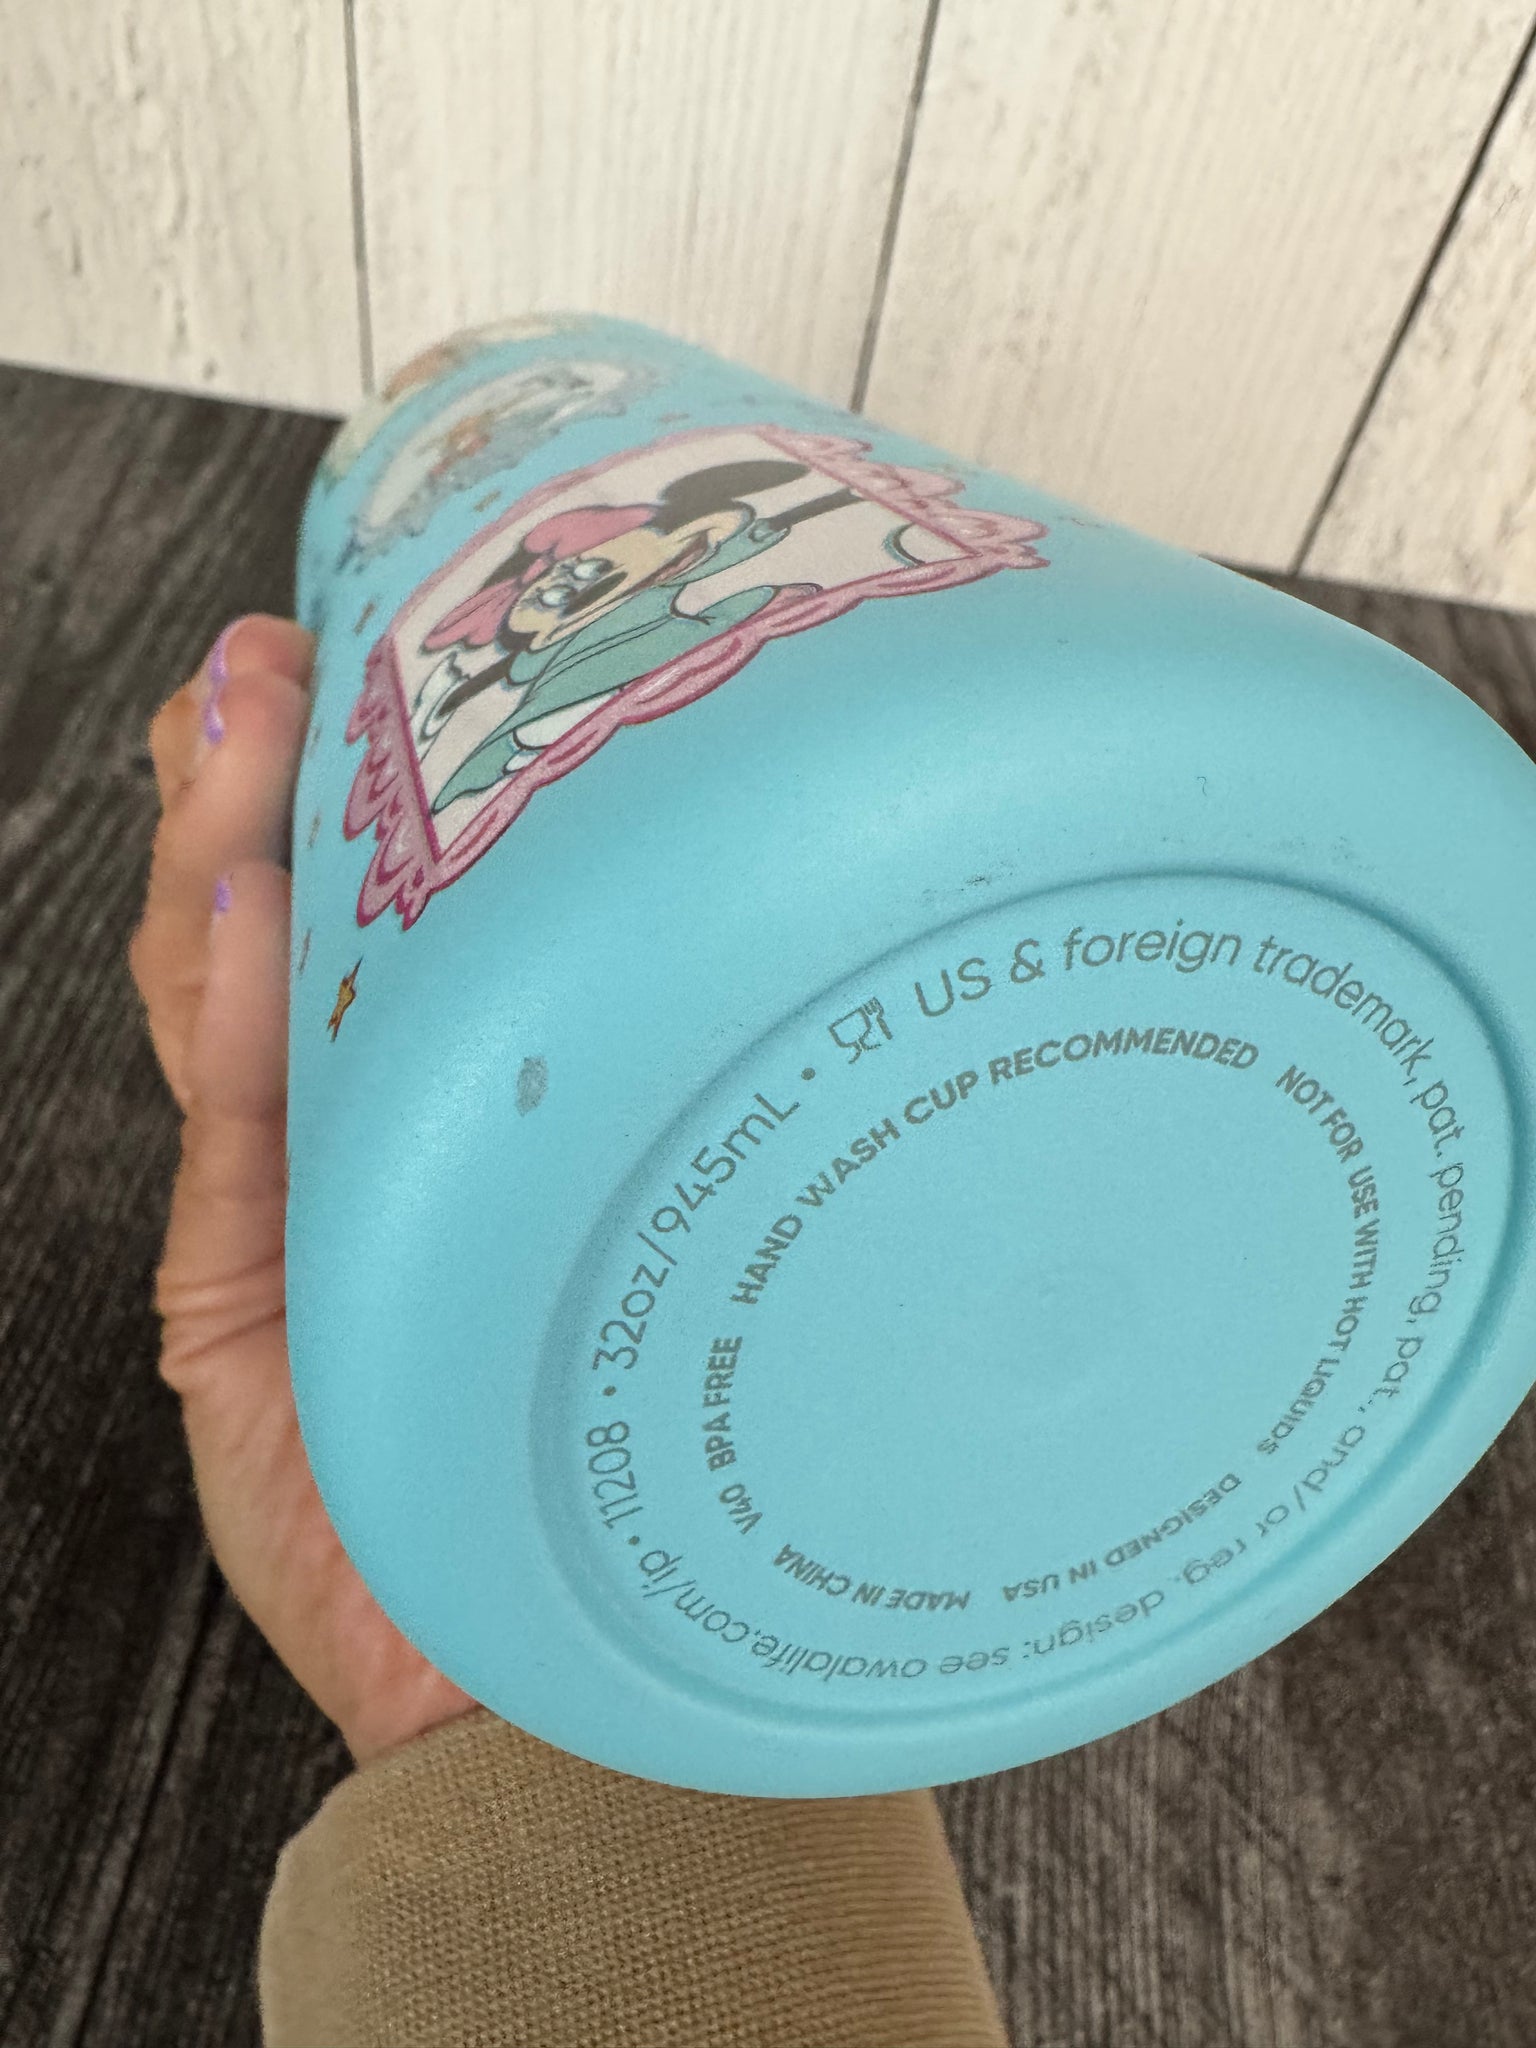 11208 • 32oz/945mL • US & foreign trademark, pat. pending, pat., and/or reg. design: see owalalife.com/ip •
V40 BPA FREE HAND WASH CUP RECOMMENDED NOT FOR USE WITH HOT LIQUIDS DESIGNED IN USA MADE IN CHINA